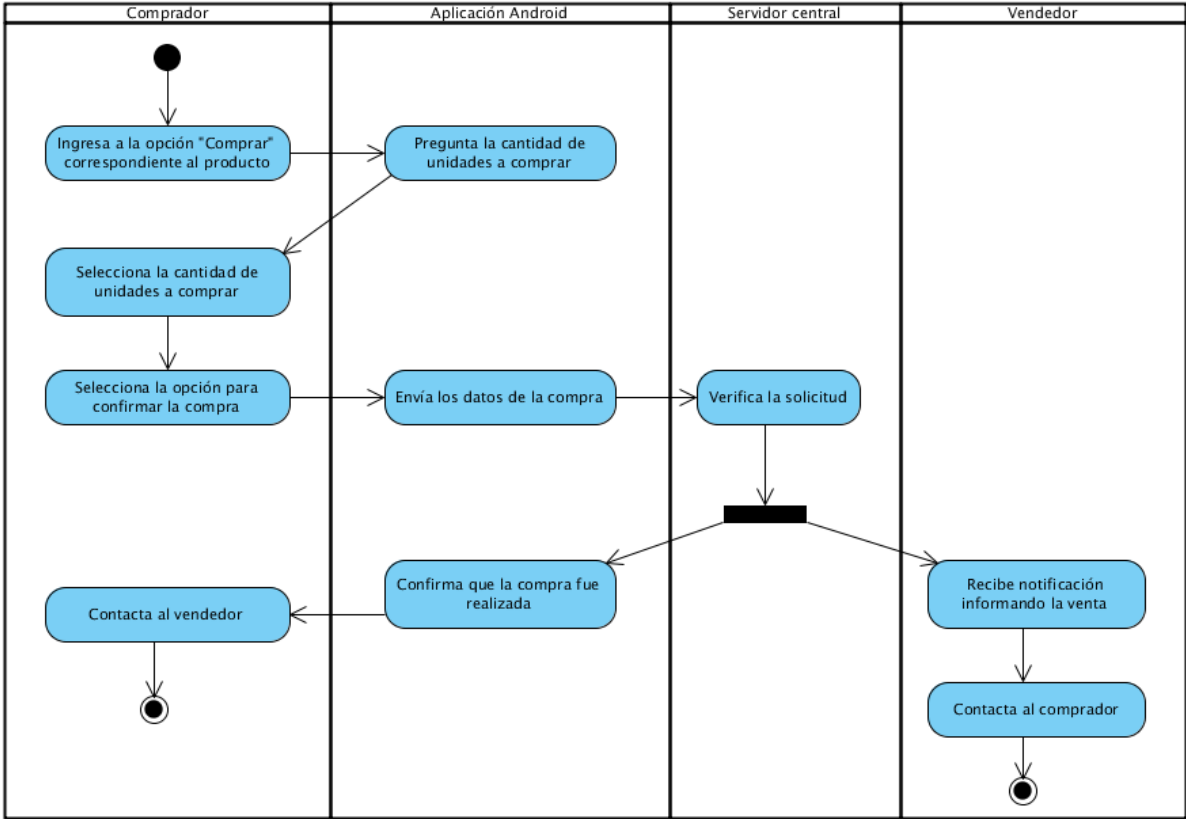 Comprador
Aplicación Android
Servidor central
Vendedor
Ingresa a la opción "Comprar"
correspondiente al producto
Pregunta la cantidad de
unidades a comprar
Selecciona la cantidad de
unidades a comprar
Selecciona la opción para
confirmar la compra
Envía los datos de la compra
Verifica la solicitud
Confirma que la compra fue
realizada
Recibe notificación
informando la venta
Contacta al vendedor
Contacta al comprador